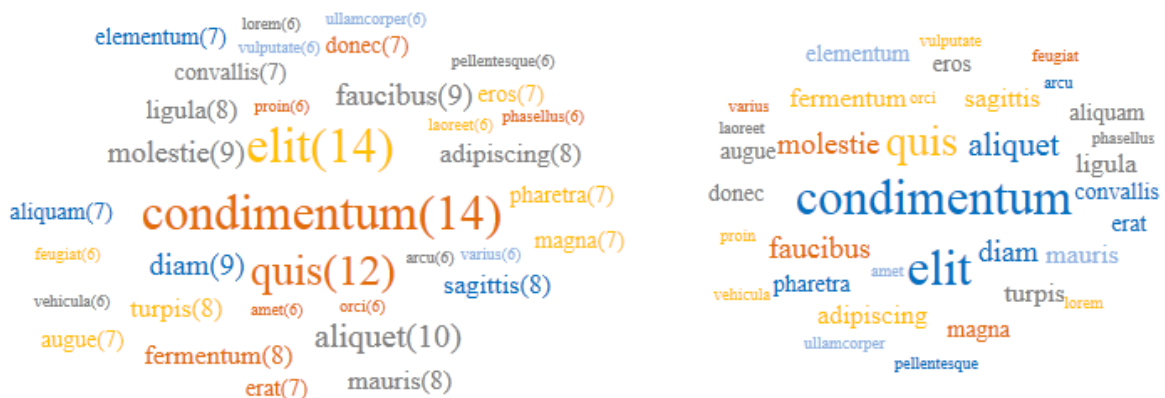 lorem(6)
ullamcorper(6)
elementum(7)
vulputate(6)
donec(7)
convallis(7)
pellentesque(6)
ligula(8)
proin(6)
faucibus(9)
eros(7)
laoreet(6)
phasellus(6)
molestie(9)
elit(14)
adipiscing(8)
aliquam(7)
condimentum(14)
pharetra(7)
feugiat(6)
diam(9)
quis(12)
arcu(6)
varius(6)
magna(7)
sagittis(8)
vehicula(6)
turpis(8)
amet(6)
orci(6)
augue(7)
fermentum(8)
aliquet(10)
erat(7)
mauris(8)
elementum
vulputate
eros
feugiat
arcu
varius
fermentum
orci
sagittis
aliquam
laoreet
augue
molestie
quis
aliquet
phasellus
ligula
donec
condimentum
convallis
erat
proin
faucibus
amet
elit
diam
mauris
vehicula
pharetra
turpis
lorem
adipiscing
magna
ullamcorper
pellentesque